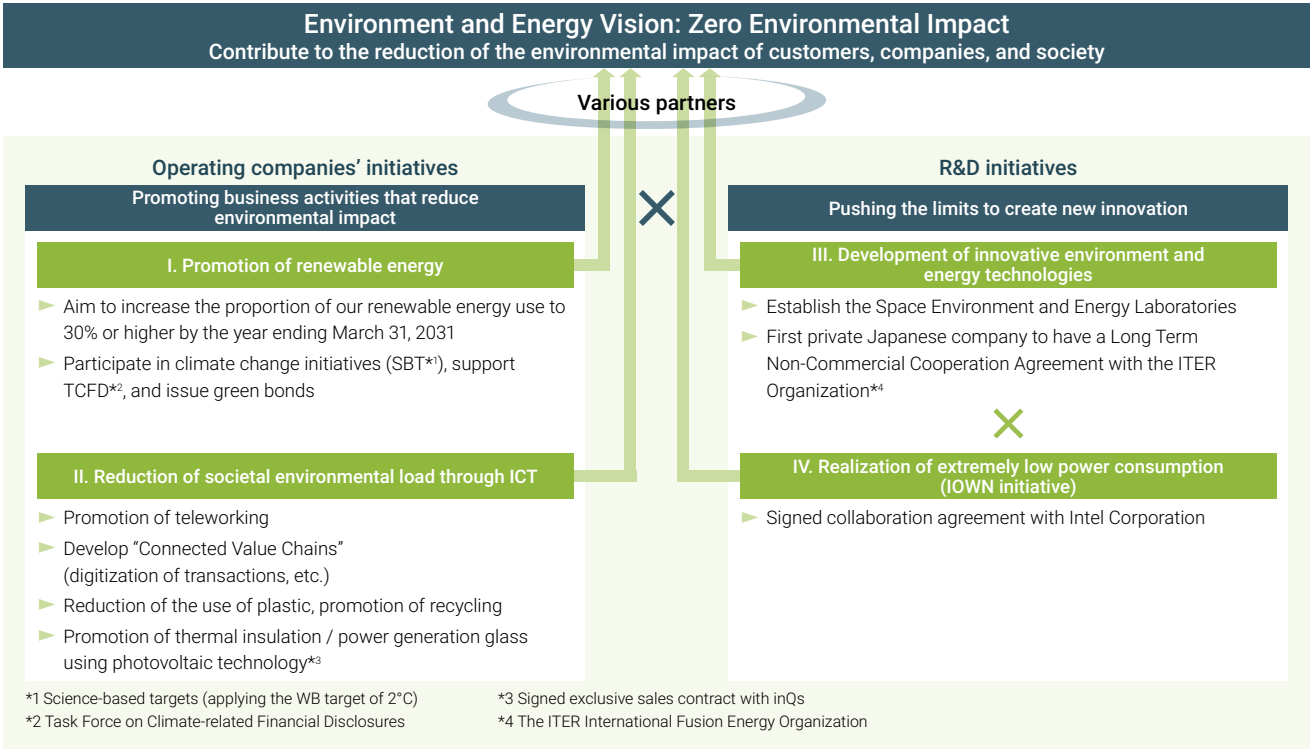 Environment and Energy Vision: Zero Environmental Impact
Contribute to the reduction of the environmental impact of customers, companies, and society
Various partners
Operating companies’ initiatives
Promoting business activities that reduce
environmental impact
I. Promotion of renewable energy
Aim to increase the proportion of our renewable energy use to
30% or higher by the year ending March 31, 2031
Participate in climate change initiatives (SBT*1), support
TCFD*2, and issue green bonds
II. Reduction of societal environmental load through ICT
Promotion of teleworking
Develop “Connected Value Chains”
(digitization of transactions, etc.)
Reduction of the use of plastic, promotion of recycling
Promotion of thermal insulation / power generation glass
using photovoltaic technology*3
R&D initiatives
Pushing the limits to create new innovation
III. Development of innovative environment and
energy technologies
Establish the Space Environment and Energy Laboratories
First private Japanese company to have a Long Term
Non-Commercial Cooperation Agreement with the ITER
Organization*4
IV. Realization of extremely low power consumption
(IOWN initiative)
Signed collaboration agreement with Intel Corporation
*1 Science-based targets (applying the WB target of 2°C)
*2 Task Force on Climate-related Financial Disclosures
*3 Signed exclusive sales contract with inQs
*4 The ITER International Fusion Energy Organization